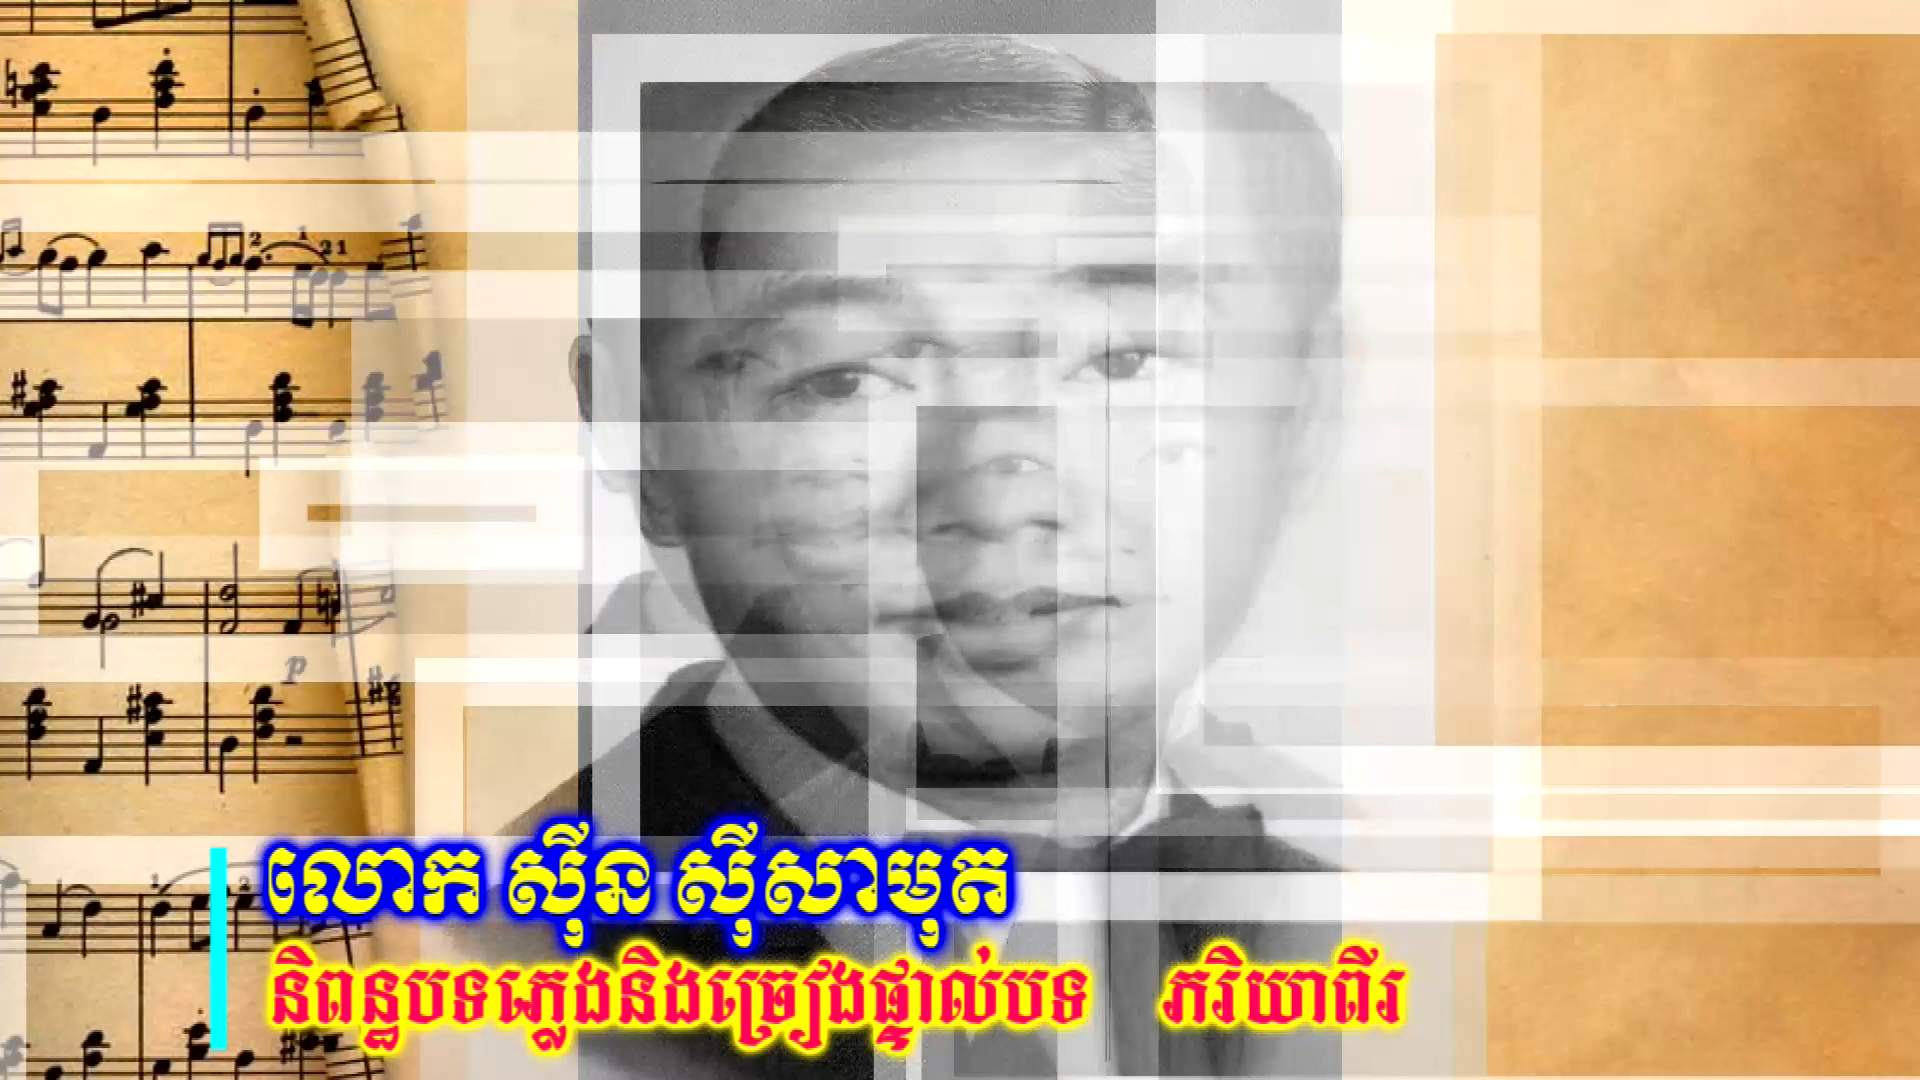 លោក ស៊ីន ស៊ីសាមុត
និពន្ធបទភ្លេងនិងច្រៀងផ្ទាល់បទ ភរិយាពីរ